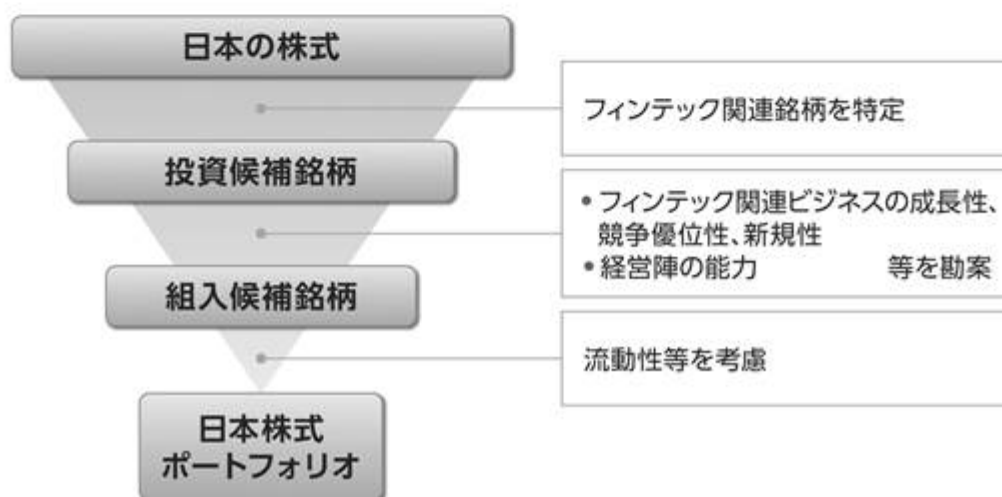 日本の株式
フィンテック関連銘柄を特定
投資候補銘柄
• フィンテック関連ビジネスの成長性、
競争優位性、新規性
• 経営陣の能力 等を勘案
組入候補銘柄
流動性等を考慮
日本株式
ポートフォリオ